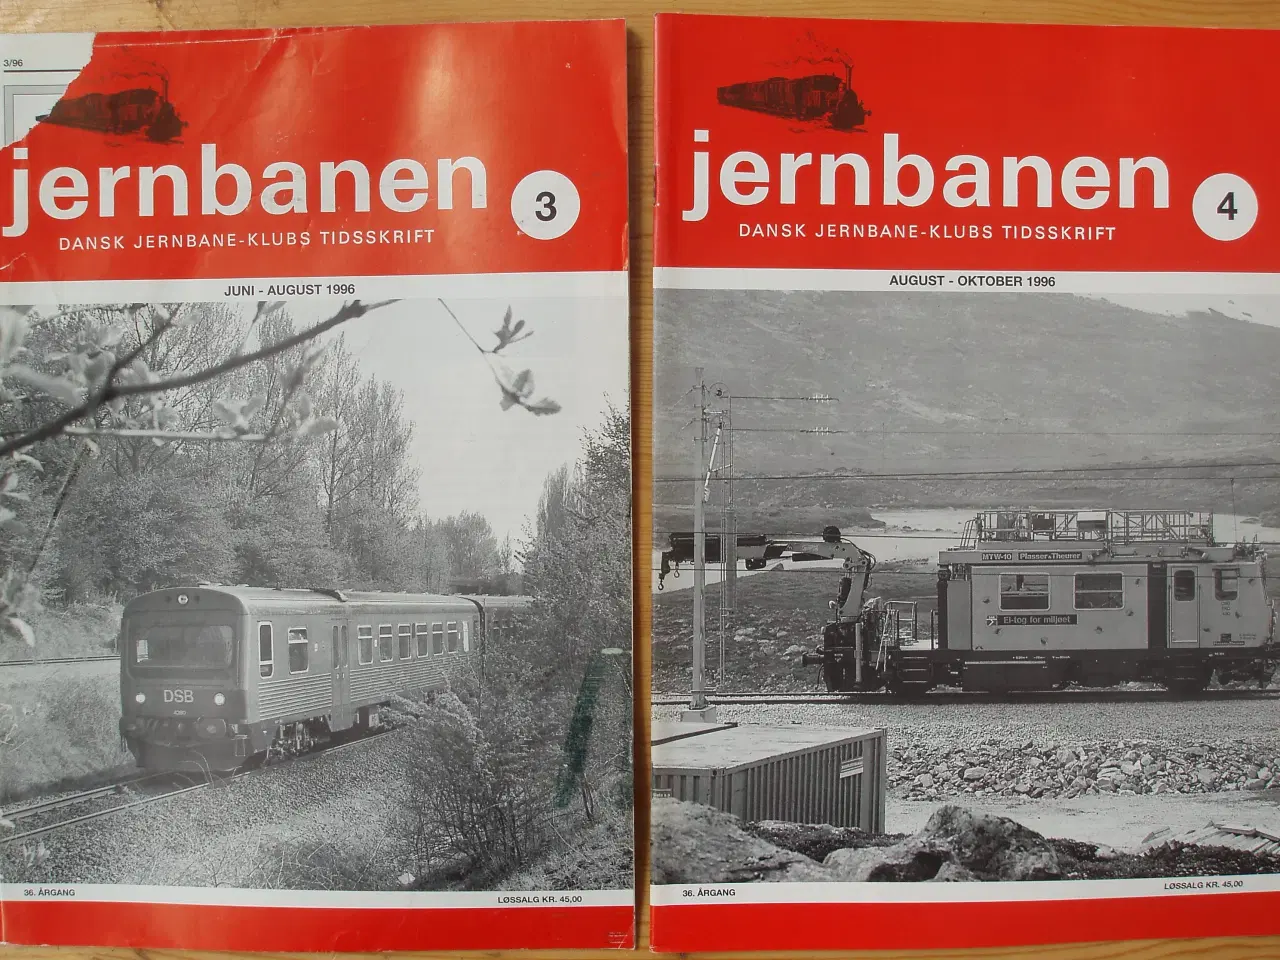 3/96
jernbanen
3
DANSK JERNBANE-KLUBS TIDSSKRIFT
JUNI - AUGUST 1996
DSB
36. ÅRGANG
LØSSALG KR. 45,00
jernbanen
4
DANSK JERNBANE-KLUBS TIDSSKRIFT
AUGUST - OKTOBER 1996
MTW-10 Plasser & Theurer
El-tog for miljøet
36. ÅRGANG
LØSSALG KR. 45,00